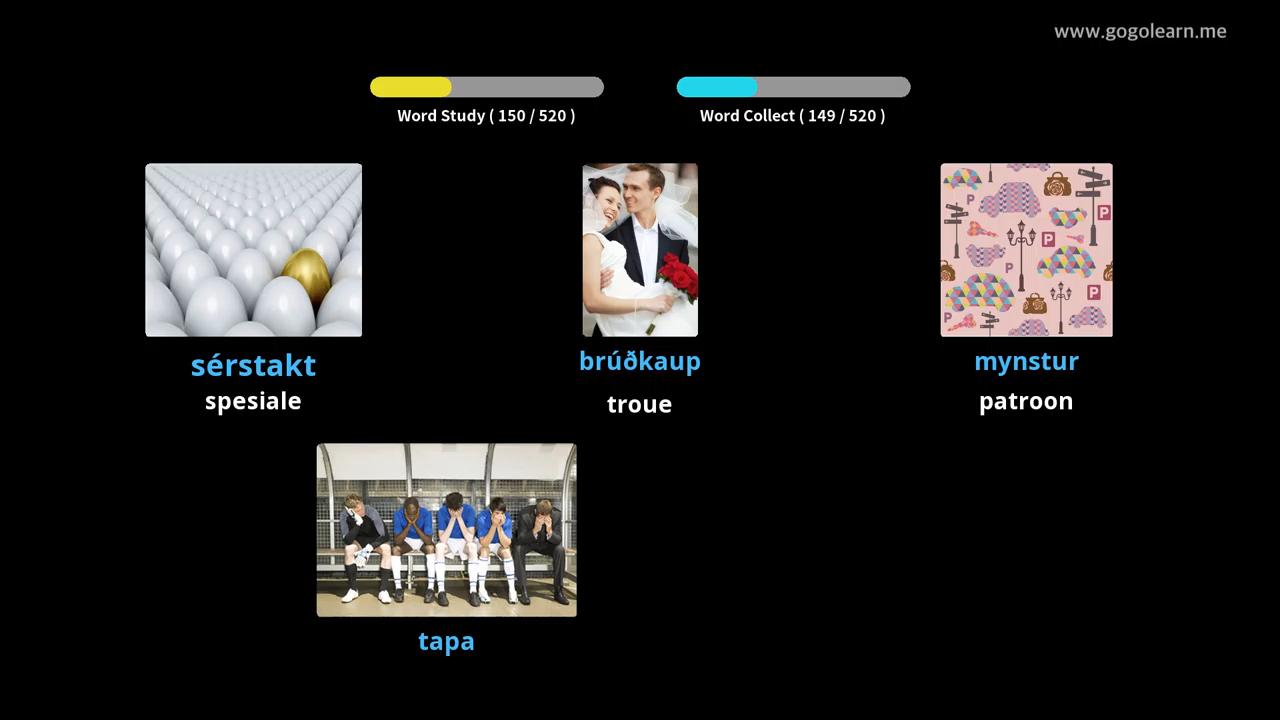 www.gogolearn.me
Word Study ( 150 / 520 )
Word Collect ( 149 / 520 )
sérstakt
spesiale
brúðkaup
troue
mynstur
patroon
tapa